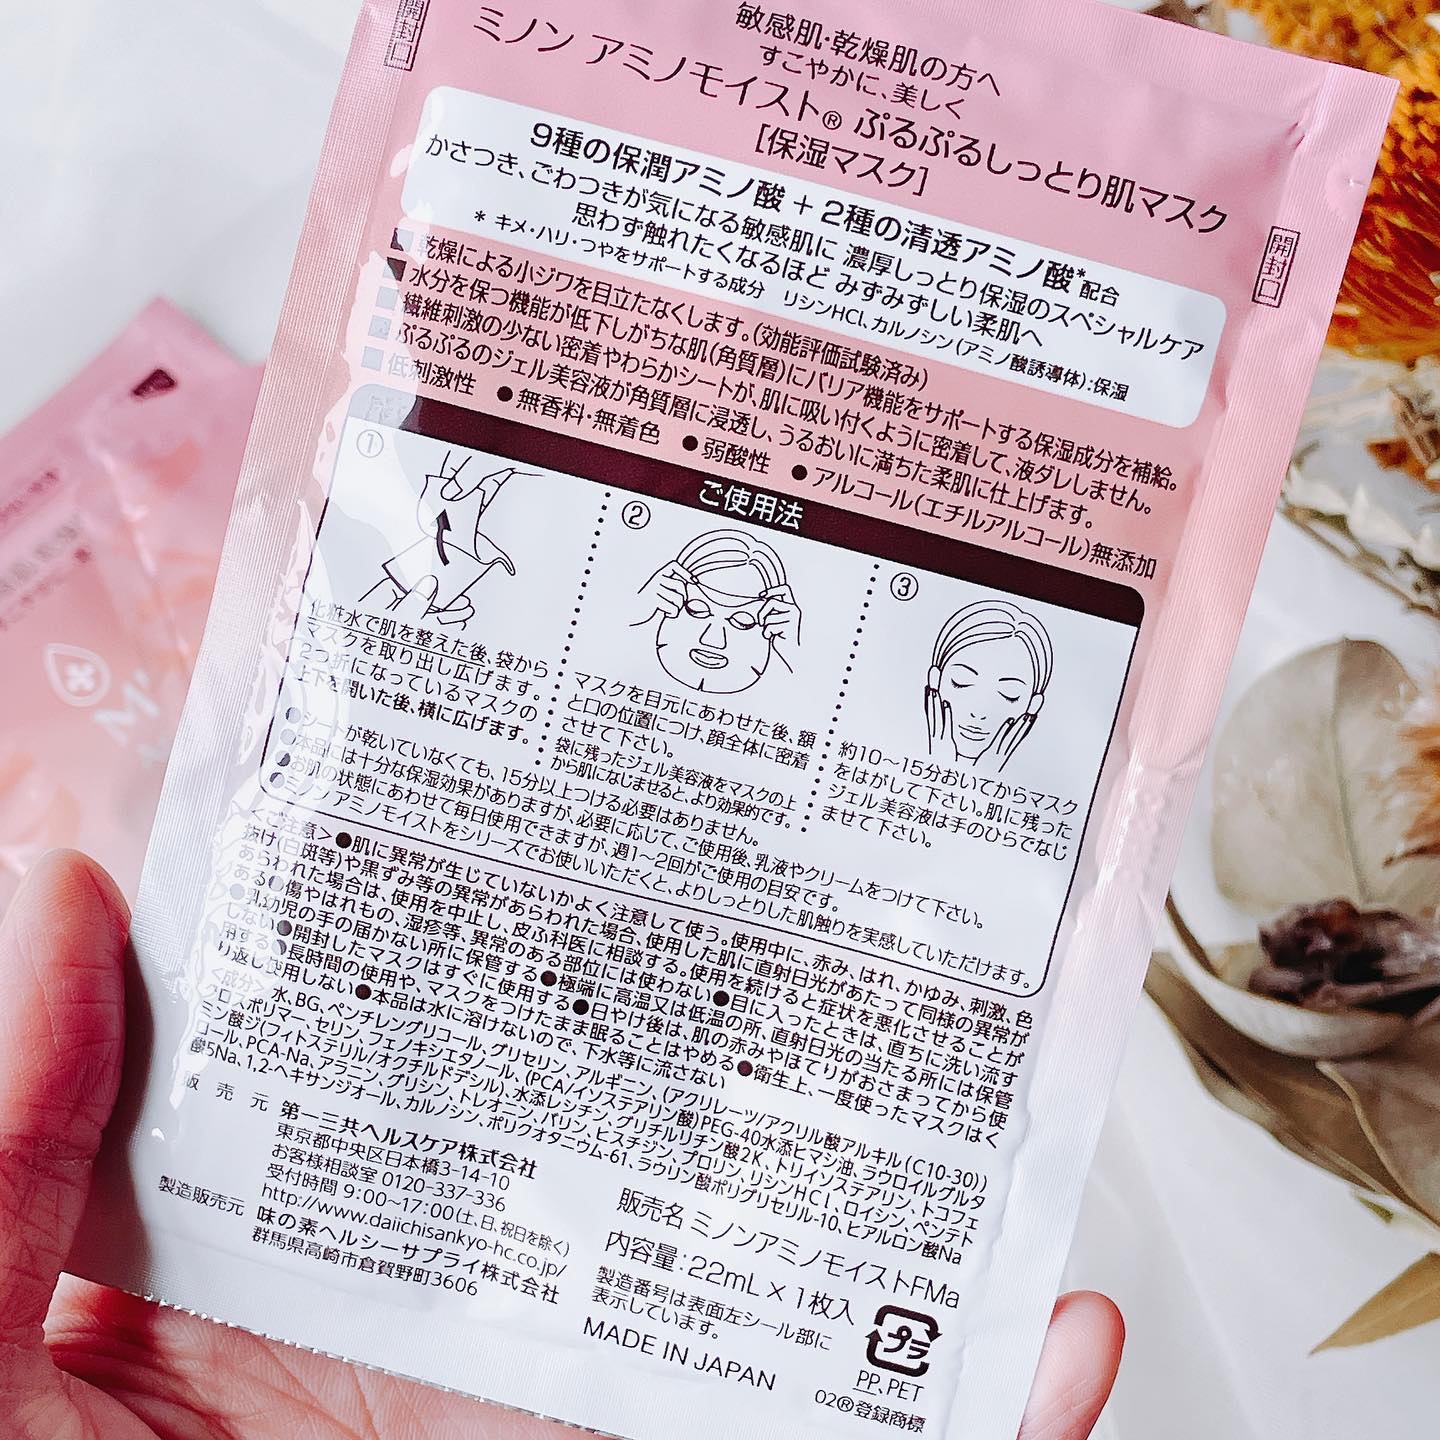 開封口
敏感肌・乾燥肌の方へ
すこやかに、美しく
ミノン アミノモイスト® ぷるぷるしっとり肌マスク
[保湿マスク]
開封口
9種の保潤アミノ酸 + 2種の清透アミノ酸*配合
かさつき、ごわつきが気になる敏感肌に 濃厚しっとり保湿のスペシャルケア
思わず触れたくなるほど みずみずしい柔肌へ
* キメ・ハリ・つやをサポートする成分 リシンHCl、カルノシン(アミノ酸誘導体):保湿
■乾燥による小ジワを目立たなくします。(効能評価試験済み)
■水分を保つ機能が低下しがちな肌(角質層)にバリア機能をサポートする保湿成分を補給。
■繊維刺激の少ない密着やわらかシートが、肌に吸い付くように密着して、液ダレしません。
■ぷるぷるのジェル美容液が角質層に浸透し、うるおいに満ちた柔肌に仕上げます。
■低刺激性 ●無香料・無着色 ●弱酸性 ●アルコール(エチルアルコール)無添加
ご使用法
①
化粧水で肌を整えた後、袋から
マスクを取り出し広げます。
2つ折になっているマスクの
上下を開いた後、横に広げます。
②
マスクを目元にあわせた後、額
と口の位置につけ、顔全体に密着
させて下さい。
袋に残ったジェル美容液をマスクの上
から肌になじませると、より効果的です。
③
約10〜15分おいてからマスク
をはがして下さい。肌に残った
ジェル美容液は手のひらでなじ
ませて下さい。
●シートが乾いていなくても、15分以上つける必要はありません。
●本品には十分な保湿効果がありますが、必要に応じて、ご使用後、乳液やクリームをつけて下さい。
●お肌の状態にあわせて毎日使用できますが、週1〜2回がご使用の目安です。
●ミノン アミノモイストをシリーズでお使いいただくと、よりしっとりした肌触りを実感していただけます。
<ご注意>●肌に異常が生じていないかよく注意して使う。使用中に、赤み、はれ、かゆみ、刺激、色
抜け(白斑等)や黒ずみ等の異常があらわれた場合、使用した肌に直射日光があたって同様の異常が
あらわれた場合は、使用を中止し、皮ふ科医に相談する。使用を続けると症状を悪化させることが
ある●傷やはれもの、湿疹等、異常のある部位には使わない●目に入ったときは、直ちに洗い流す
●乳幼児の手の届かない所に保管する●極端に高温又は低温の所、直射日光の当たる所には保管
しない●開封したマスクはすぐに使用する●日やけ後は、肌の赤みやほてりがおさまってから使
用する●長時間の使用や、マスクをつけたまま眠ることはやめる●衛生上、一度使ったマスクはく
り返し使用しない●本品は水に溶けないので、下水等に流さない
<成分>
水、BG、ペンチレングリコール、グリセリン、アルギニン、(アクリレーツ/アクリル酸アルキル(C10-30))
クロスポリマー、セリン、フェノキシエタノール、(PCA/イソステアリン酸)PEG-40水添ヒマシ油、ラウロイルグルタ
ミン酸ジ(フィトステリル/オクチルドデシル)、水添レシチン、グリチルリチン酸2K、トリイソステアリン、トコフェ
ロール、PCA-Na、アラニン、グリシン、トレオニン、バリン、ヒスチジン、プロリン、リシンHCl、ロイシン、ペンテト
酸5Na、1,2-ヘキサンジオール、カルノシン、ポリクオタニウム-61、ラウリン酸ポリグリセリル-10、ヒアルロン酸Na
販売元 第一三共ヘルスケア株式会社
東京都中央区日本橋3-14-10
お客様相談室 0120-337-336
受付時間 9:00〜17:00(土、日、祝日を除く)
http://www.daiichisankyo-hc.co.jp/
製造販売元 味の素ヘルシーサプライ株式会社
群馬県高崎市倉賀野町3606
販売名 ミノンアミノモイストFMa
内容量:22mL × 1枚入
製造番号は表面左シール部に
表示しています。
MADE IN JAPAN
プラ
PP、PET
02®登録商標